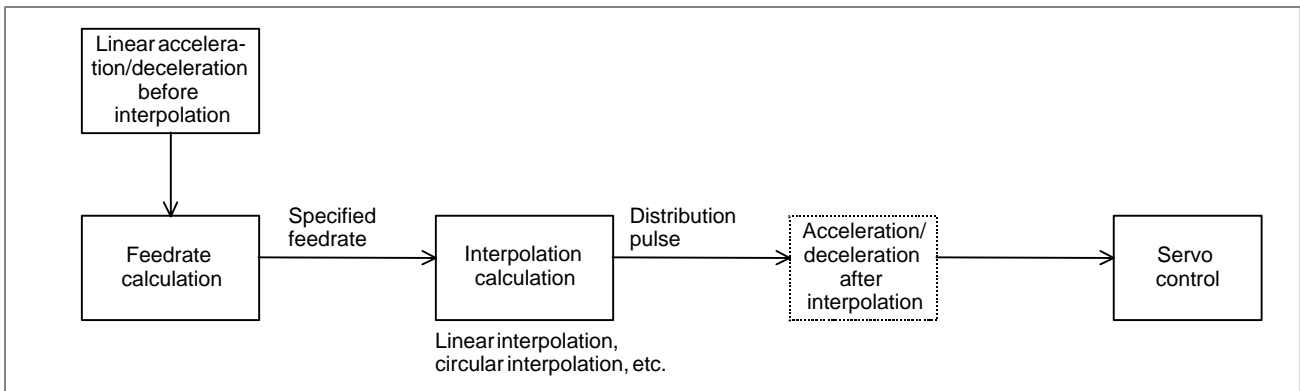 Linear accelera-
tion/deceleration
before
interpolation
Feedrate
calculation
Specified
feedrate
Interpolation
calculation
Linear interpolation,
circular interpolation, etc.
Distribution
pulse
Acceleration/
deceleration
after
interpolation
Servo
control